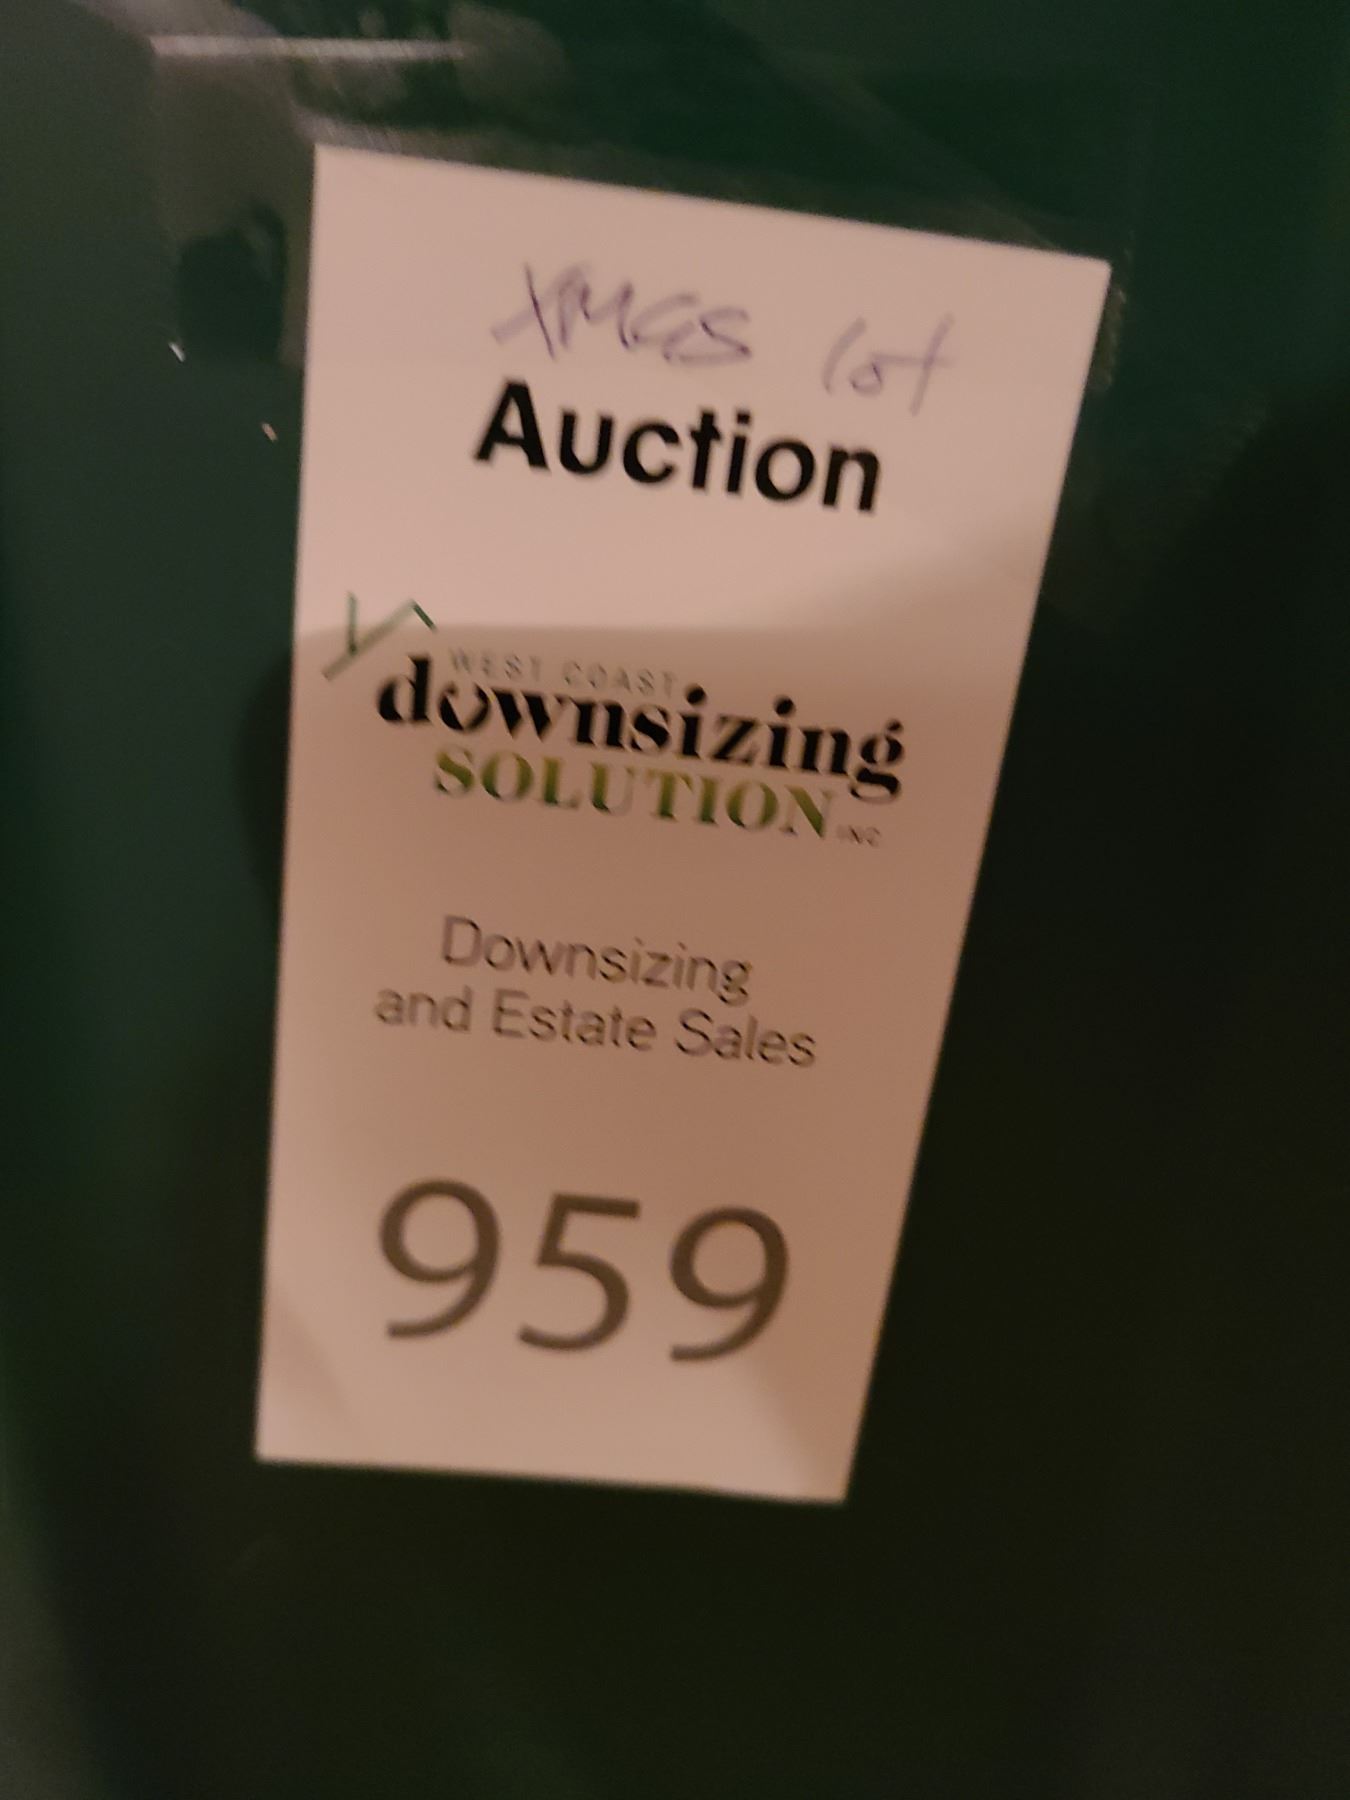 XMAS lot
Auction
WEST COAST
downsizing
SOLUTION INC
Downsizing
and Estate Sales
959